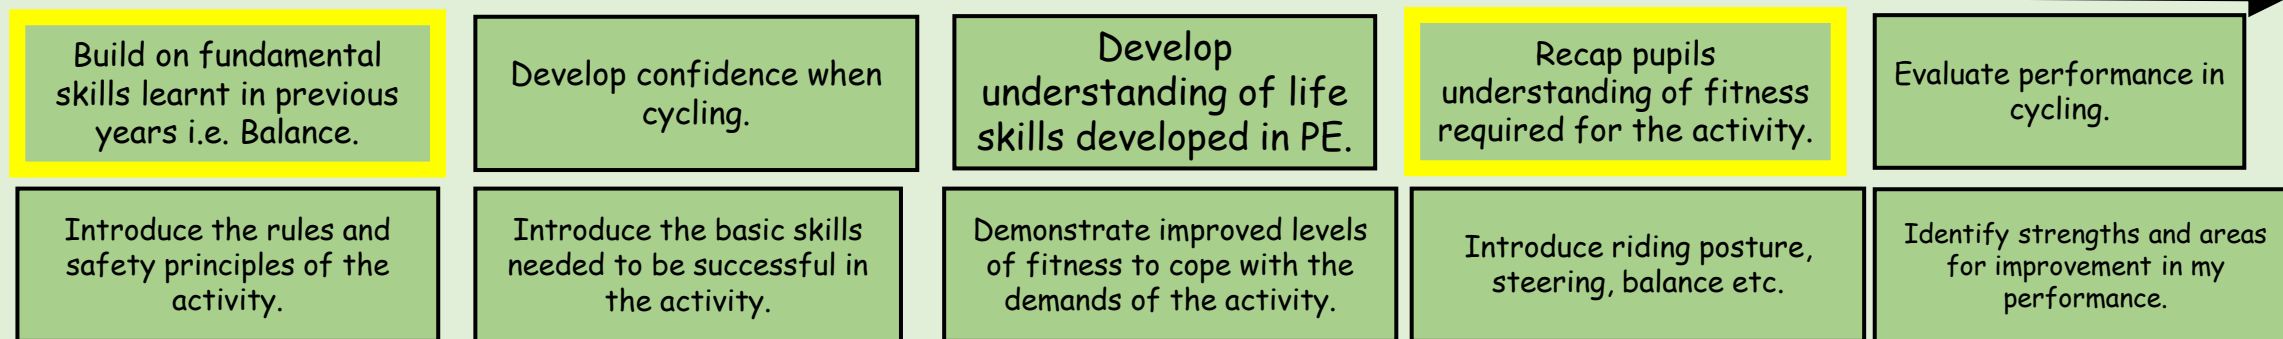 Build on fundamental
skills learnt in previous
years i.e. Balance.
Develop confidence when
cycling.
Develop
understanding of life
skills developed in PE.
Recap pupils
understanding of fitness
required for the activity.
Evaluate performance in
cycling.
Introduce the rules and
safety principles of the
activity.
Introduce the basic skills
needed to be successful in
the activity.
Demonstrate improved levels
of fitness to cope with the
demands of the activity.
Introduce riding posture,
steering, balance etc.
Identify strengths and areas
for improvement in my
performance.